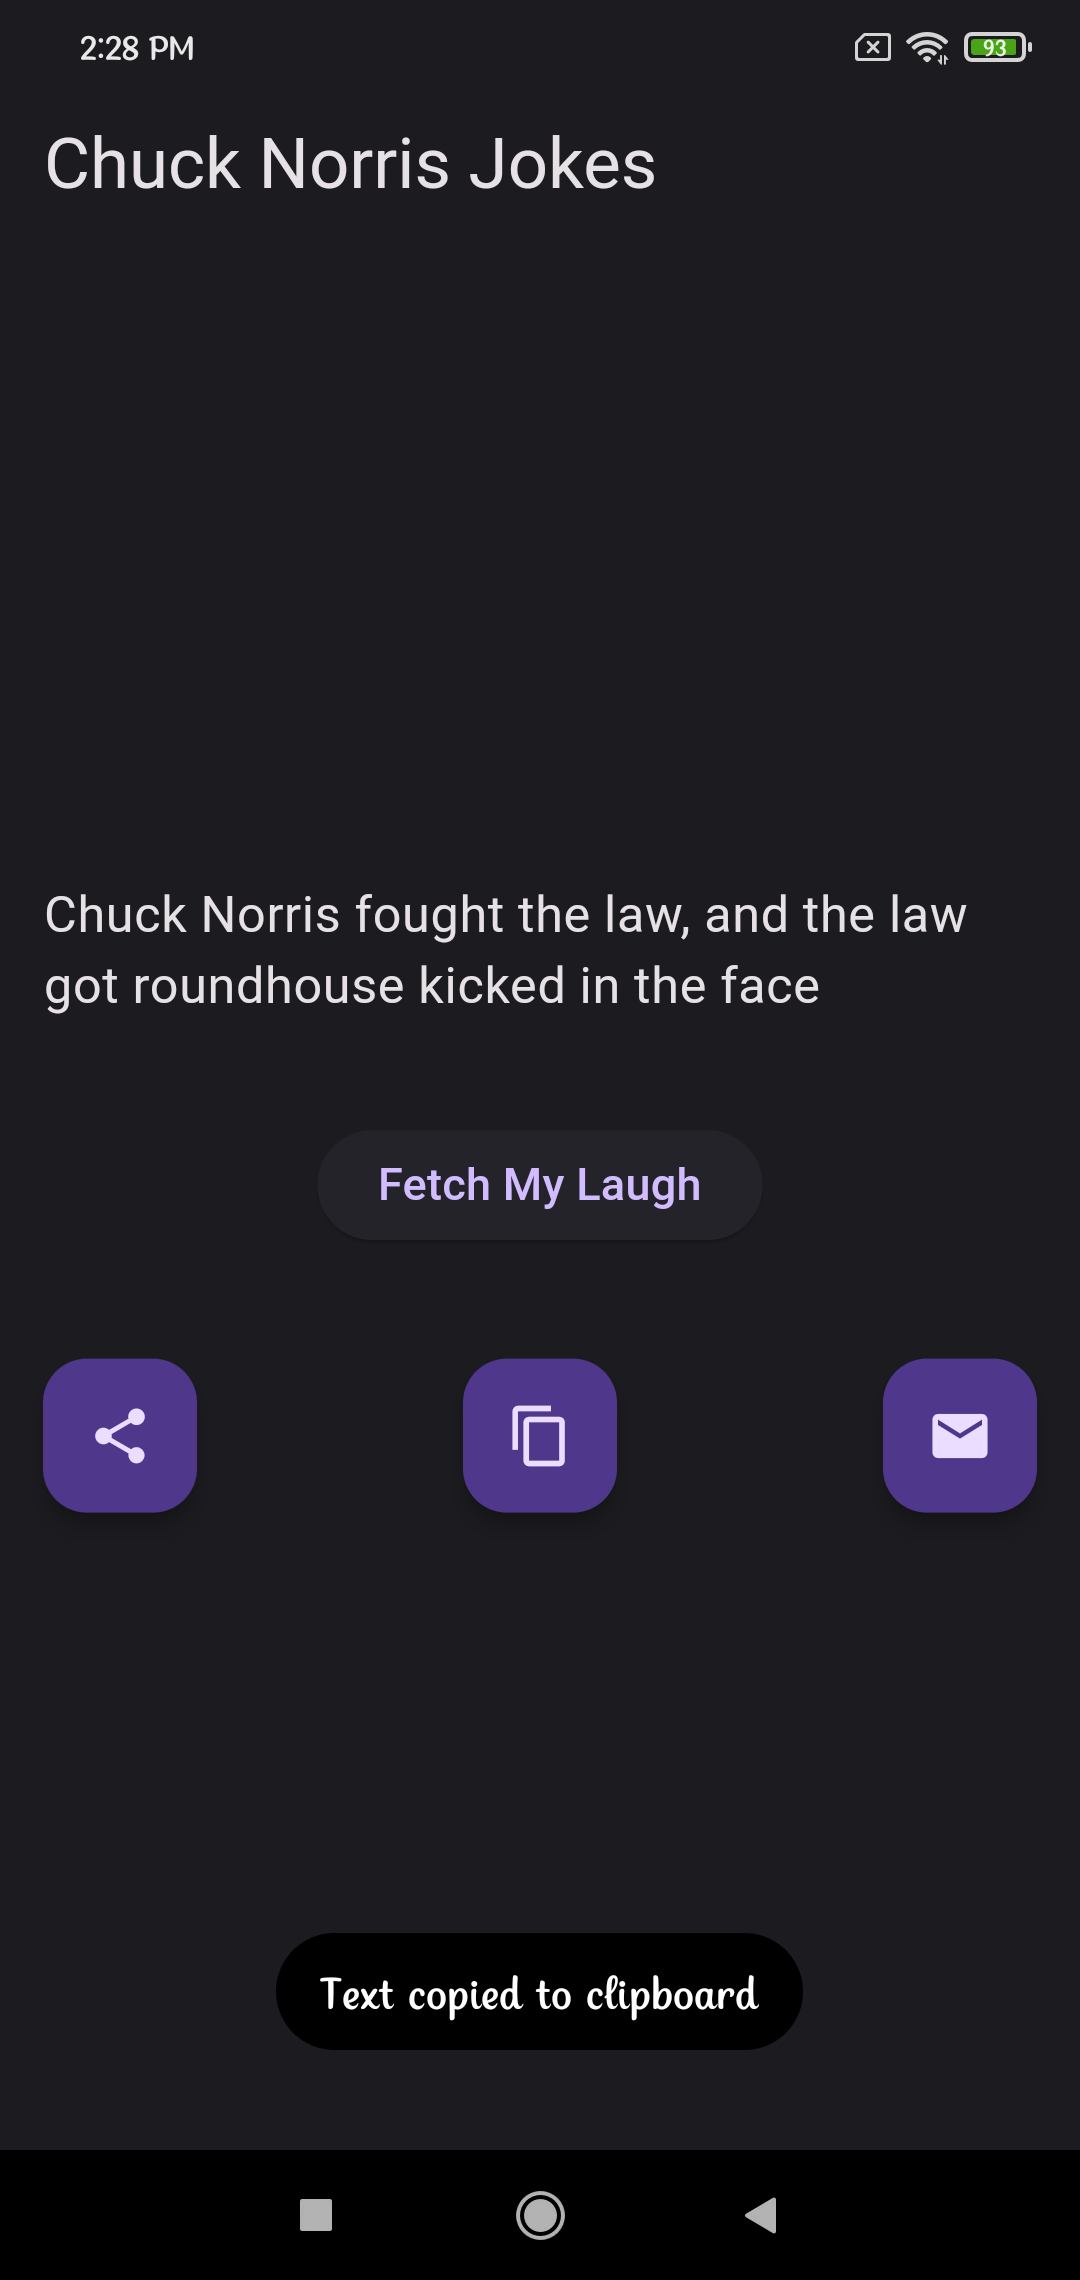 2:28 PM
93
Chuck Norris Jokes
Chuck Norris fought the law, and the law
got roundhouse kicked in the face
Fetch My Laugh
Text copied to clipboard